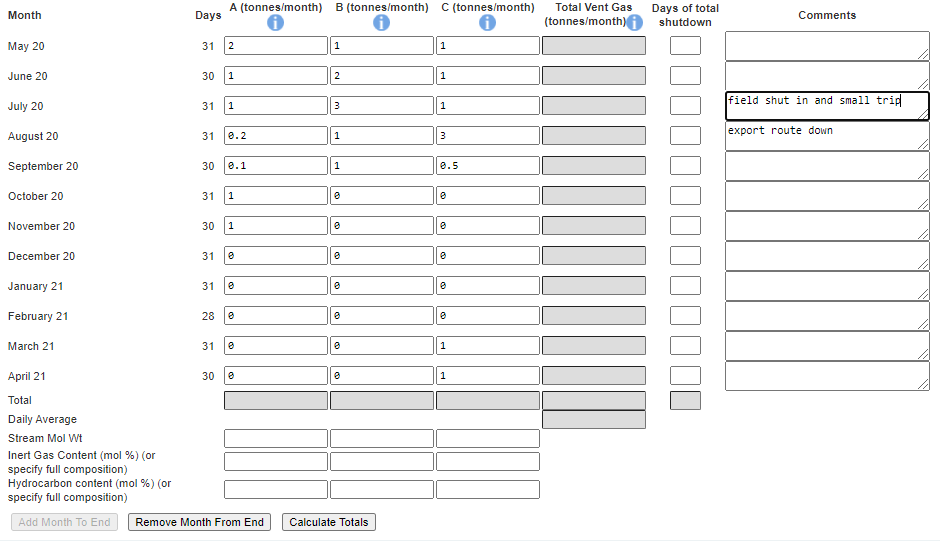 Month Days A (tonnes/month) B (tonnes/month) C (tonnes/month) Total Vent Gas (tonnes/month) Days of total shutdown Comments
May 20 31 2 1 1
June 20 30 1 2 1
July 20 31 1 3 1 field shut in and small trip
August 20 31 0.2 1 3 export route down
September 20 30 0.1 1 0.5
October 20 31 1 0 0
November 20 30 1 0 0
December 20 31 0 0 0
January 21 31 0 0 0
February 21 28 0 0 0
March 21 31 0 0 1
April 21 30 0 0 1
Total
Daily Average
Stream Mol Wt
Inert Gas Content (mol %) (or
specify full composition)
Hydrocarbon content (mol %) (or
specify full composition)
Add Month To End Remove Month From End Calculate Totals